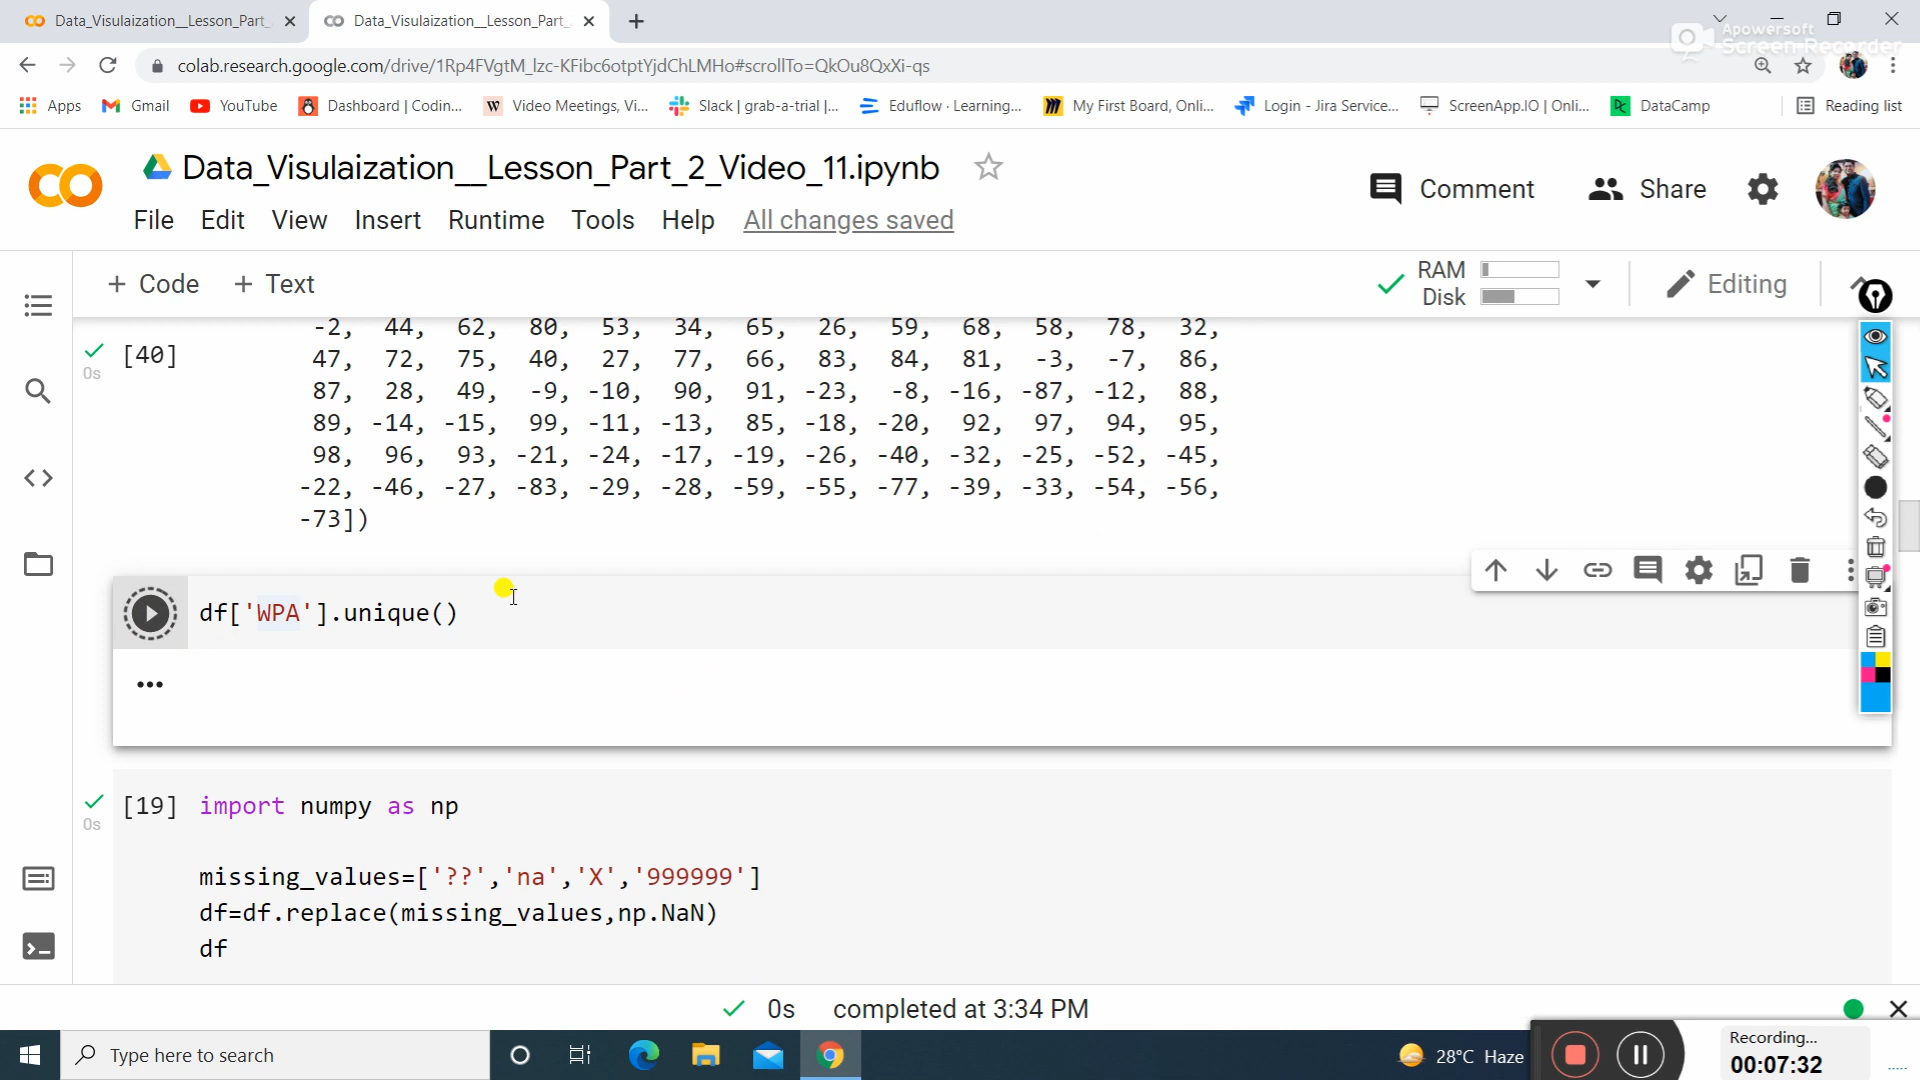 Data_Visulaization__Lesson_Part_
Data_Visulaization__Lesson_Part_
Apowersoft
Screen Recorder
colab.research.google.com/drive/1Rp4FVgtM_lzc-KFibc6otptYjdChLMHo#scrollTo=QkOu8QxXi-qs
Apps
Gmail
YouTube
Dashboard | Codin...
Video Meetings, Vi...
Slack | grab-a-trial |...
Eduflow · Learning...
My First Board, Onli...
Login - Jira Service...
ScreenApp.IO | Onli...
DataCamp
Reading list
Data_Visulaization__Lesson_Part_2_Video_11.ipynb
Comment
Share
File Edit View Insert Runtime Tools Help All changes saved
+ Code + Text
RAM
Disk
Editing
-2, 44, 62, 80, 53, 34, 65, 26, 59, 68, 58, 78, 32,
[40]
0s
47, 72, 75, 40, 27, 77, 66, 83, 84, 81, -3, -7, 86,
87, 28, 49, -9, -10, 90, 91, -23, -8, -16, -87, -12, 88,
89, -14, -15, 99, -11, -13, 85, -18, -20, 92, 97, 94, 95,
98, 96, 93, -21, -24, -17, -19, -26, -40, -32, -25, -52, -45,
-22, -46, -27, -83, -29, -28, -59, -55, -77, -39, -33, -54, -56,
-73])
df['WPA'].unique()
[19] import numpy as np
0s
missing_values=['??','na','X','999999']
df=df.replace(missing_values,np.NaN)
df
0s completed at 3:34 PM
Type here to search
28°C Haze
Recording...
00:07:32